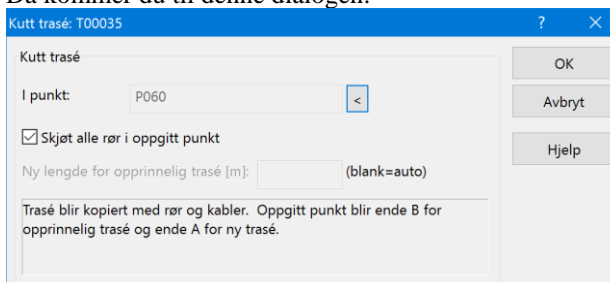 Da kommer du til denne dialogen:
Kutt trasé: T00035 ? ×
Kutt trasé
OK
I punkt: P060 <
Avbryt
Skjøt alle rør i oppgitt punkt
Hjelp
Ny lengde for opprinnelig trasé [m]: (blank=auto)
Trasé blir kopiert med rør og kabler. Oppgitt punkt blir ende B for
opprinnelig trasé og ende A for ny trasé.